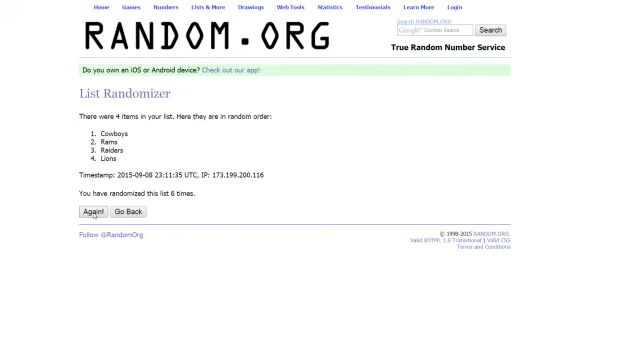 Home Games Numbers Lists & More Drawings Web Tools Statistics Testimonials Learn More Login
Search RANDOM.ORG
RANDOM.ORG
Google™ Custom Search Search
True Random Number Service
Do you own an iOS or Android device? Check out our app!
List Randomizer
There were 4 items in your list. Here they are in random order:
1. Cowboys
2. Rams
3. Raiders
4. Lions
Timestamp: 2015-09-08 23:11:35 UTC, IP: 173.199.200.116
You have randomized this list 6 times.
Again! Go Back
Follow @RandomOrg
© 1998-2015 RANDOM.ORG
Valid XHTML 1.0 Transitional | Valid CSS
Terms and Conditions